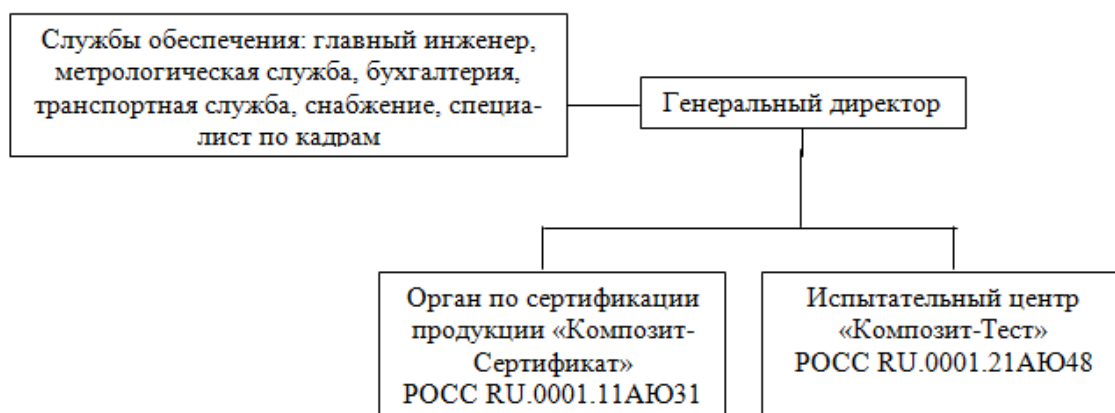 Службы обеспечения: главный инженер,
метрологическая служба, бухгалтерия,
транспортная служба, снабжение, специа-
лист по кадрам
Генеральный директор
Орган по сертификации
продукции «Композит-
Сертификат»
РОСС RU.0001.11АЮ31
Испытательный центр
«Композит-Тест»
РОСС RU.0001.21АЮ48